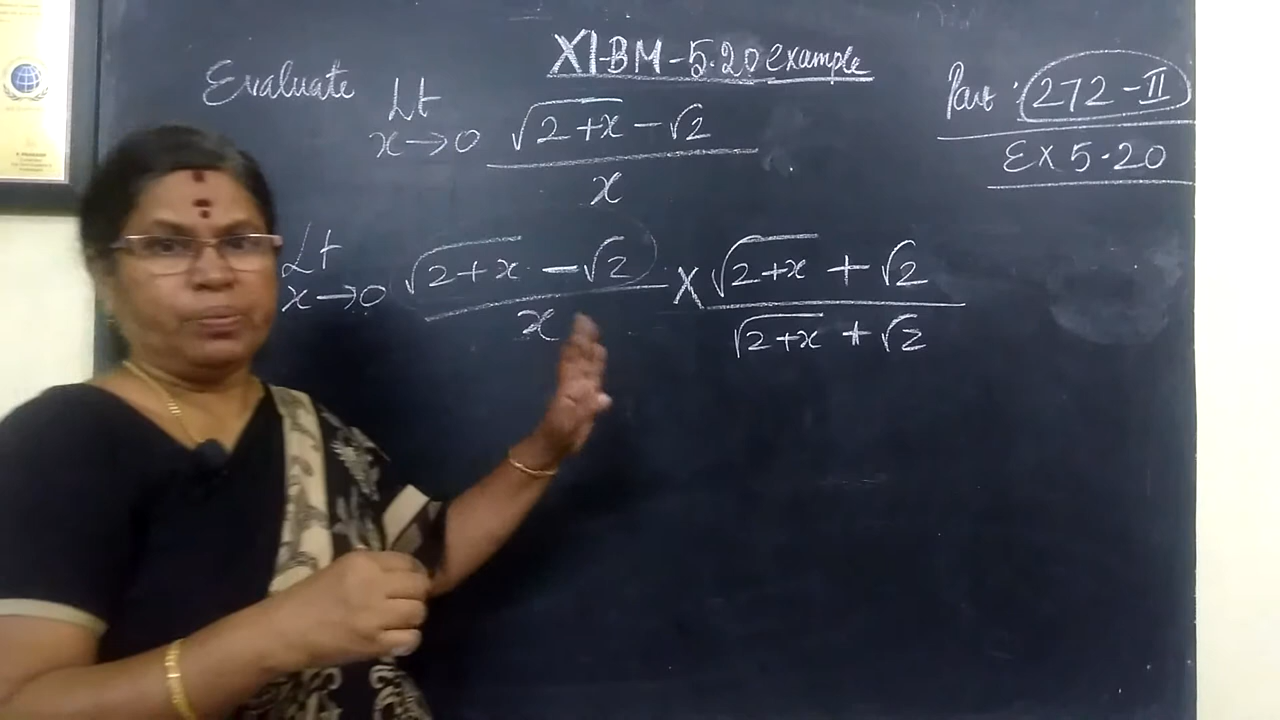 XI-BM-5.20 example
Evaluate Lt x→0 √2+x - √2
x
Part: 272-II
EX 5.20
Lt x→0 √2+x - √2 × √2+x + √2
x √2+x + √2